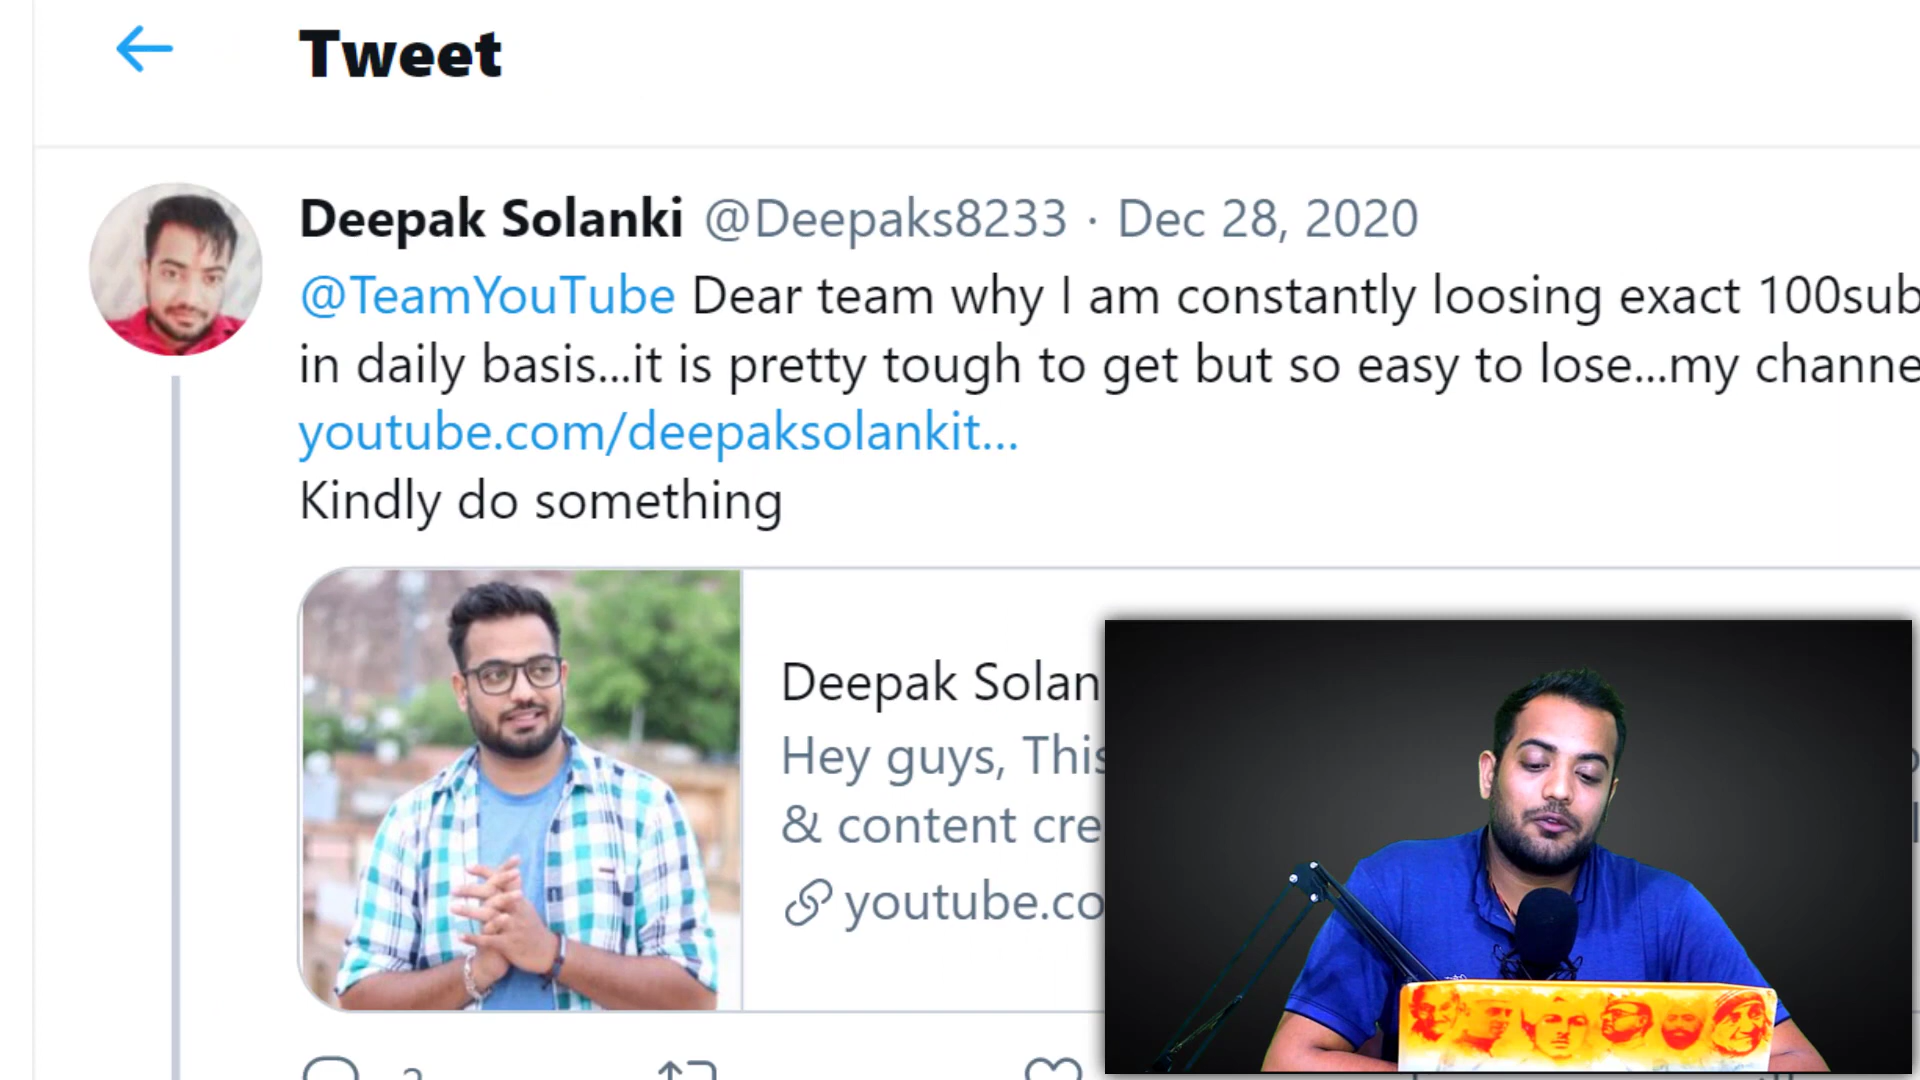 Tweet
Deepak Solanki @Deepaks8233 · Dec 28, 2020
@TeamYouTube Dear team why I am constantly loosing exact 100sub
in daily basis...it is pretty tough to get but so easy to lose...my channe
youtube.com/deepaksolankit...
Kindly do something
Deepak Solan
Hey guys, This
& content cre
youtube.co